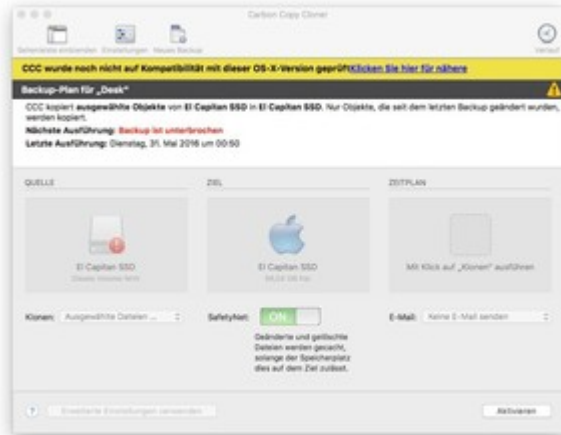 Carbon Copy Cloner
Seitenleiste einblenden Einstellungen Neues Backup Verlauf
CCC wurde noch nicht auf Kompatibilität mit dieser OS-X-Version geprüft Klicken Sie hier für nähere
Backup-Plan für „Desk“
CCC kopiert ausgewählte Objekte von El Capitan SSD in El Capitan SSD. Nur Objekte, die seit dem letzten Backup geändert wurden,
werden kopiert.
Nächste Ausführung: Backup ist unterbrochen
Letzte Ausführung: Dienstag, 31. Mai 2016 um 00:50
QUELLE ZIEL ZEITPLAN
El Capitan SSD El Capitan SSD Mit Klick auf „Klonen“ ausführen
Klonen: Ausgewählte Dateien ... SafetyNet: ON E-Mail: Keine E-Mail senden
Geänderte und gelöschte
Dateien werden gecacht,
solange der Speicherplatz
dies auf dem Ziel zulässt.
? Erweiterte Einstellungen verwenden Aktivieren